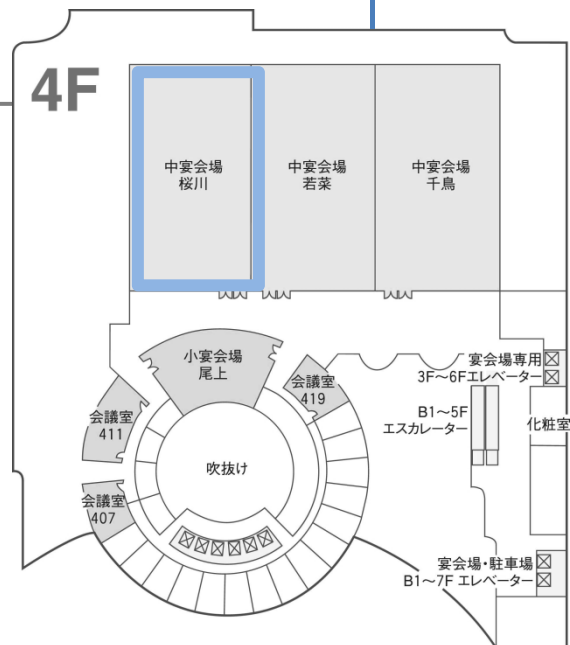 4F
中宴会場
桜川
中宴会場
若菜
中宴会場
千鳥
小宴会場
尾上
会議室
419
会議室
411
会議室
407
吹抜け
宴会場専用
3F〜6Fエレベーター
B1〜5F
エスカレーター
化粧室
宴会場・駐車場
B1〜7F エレベーター